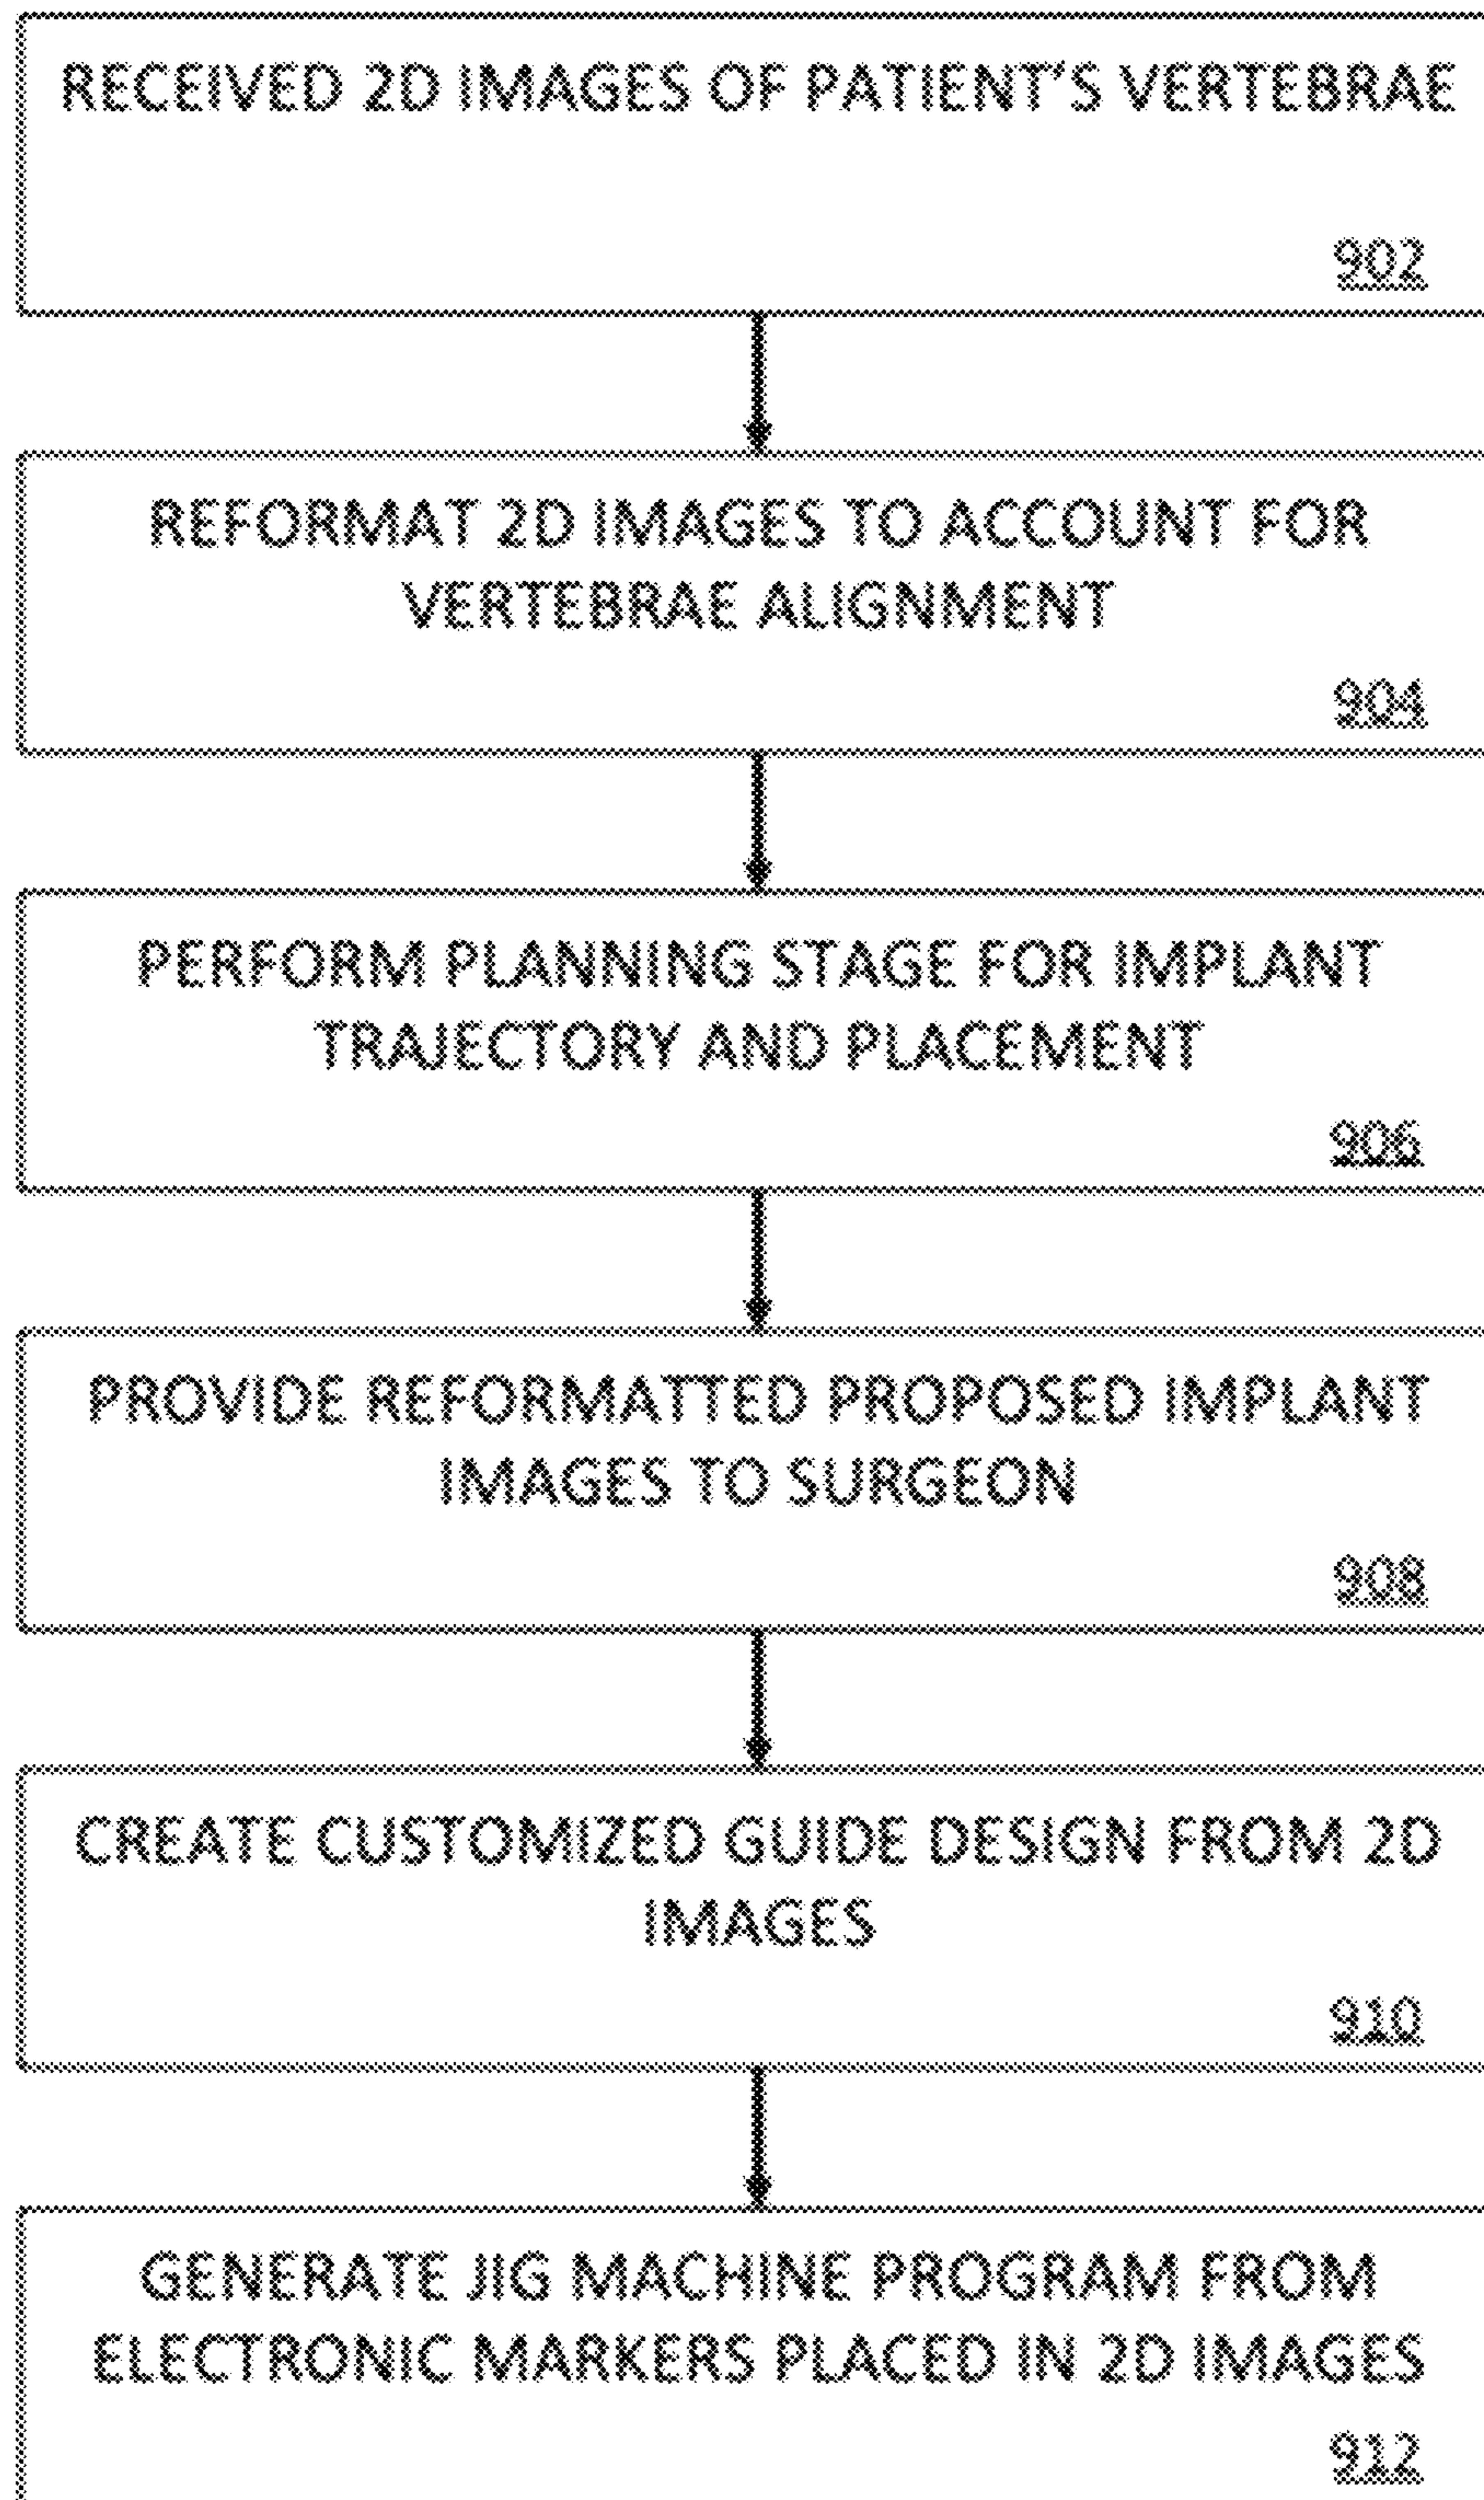 RECEIVED 2D IMAGES OF PATIENT'S VERTEBRAE
902
REFORMAT 2D IMAGES TO ACCOUNT FOR
VERTEBRAE ALIGNMENT
904
PERFORM PLANNING STAGE FOR IMPLANT
TRAJECTORY AND PLACEMENT
906
PROVIDE REFORMATTED PROPOSED IMPLANT
IMAGES TO SURGEON
908
CREATE CUSTOMIZED GUIDE DESIGN FROM 2D
IMAGES
910
GENERATE JIG MACHINE PROGRAM FROM
ELECTRONIC MARKERS PLACED IN 2D IMAGES
912